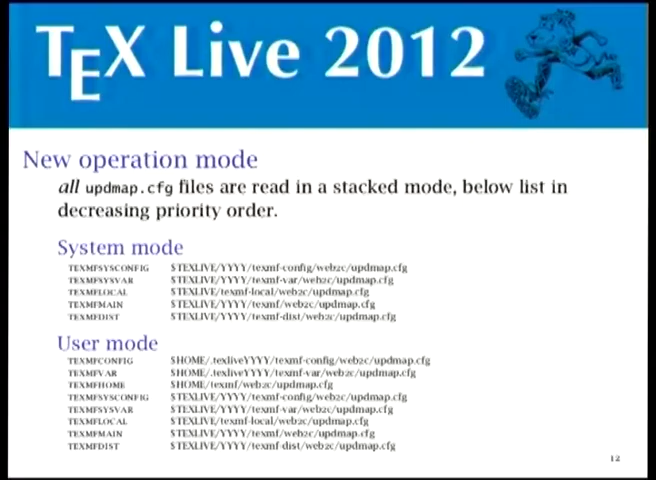 TEX Live 2012
New operation mode
all updmap.cfg files are read in a stacked mode, below list in
decreasing priority order.
System mode
TEXMFSYSCONFIG $TEXLIVE/YYYY/texmf-config/web2c/updmap.cfg
TEXMFSYSVAR $TEXLIVE/YYYY/texmf-var/web2c/updmap.cfg
TEXMFLOCAL $TEXLIVE/texmf-local/web2c/updmap.cfg
TEXMFMAIN $TEXLIVE/YYYY/texmf/web2c/updmap.cfg
TEXMFDIST $TEXLIVE/YYYY/texmf-dist/web2c/updmap.cfg
User mode
TEXMFCONFIG $HOME/.texliveYYYY/texmf-config/web2c/updmap.cfg
TEXMFVAR $HOME/.texliveYYYY/texmf-var/web2c/updmap.cfg
TEXMFHOME $HOME/texmf/web2c/updmap.cfg
TEXMFSYSCONFIG $TEXLIVE/YYYY/texmf-config/web2c/updmap.cfg
TEXMFSYSVAR $TEXLIVE/YYYY/texmf-var/web2c/updmap.cfg
TEXMFLOCAL $TEXLIVE/texmf-local/web2c/updmap.cfg
TEXMFMAIN $TEXLIVE/YYYY/texmf/web2c/updmap.cfg
TEXMFDIST $TEXLIVE/YYYY/texmf-dist/web2c/updmap.cfg
12